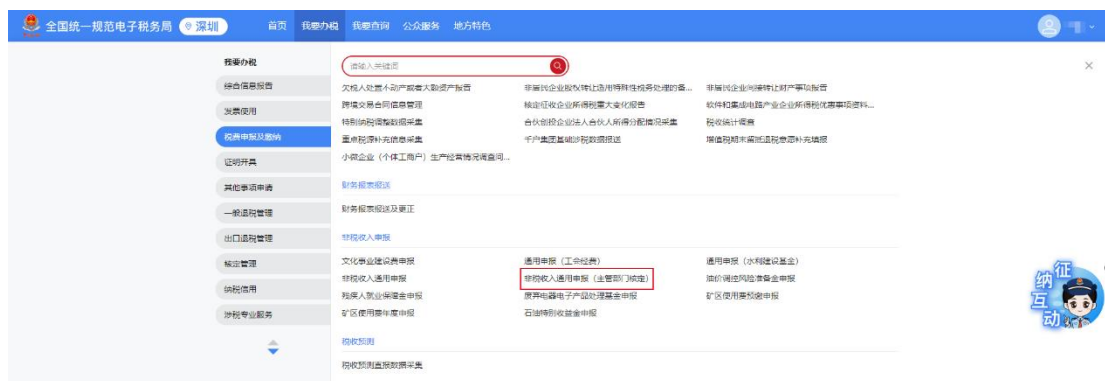 全国统一规范电子税务局 深圳 首页 我要办税 我要查询 公众服务 地方特色
我要办税
综合信息报告
发票使用
税费申报及缴纳
证明开具
其他事项申请
一般退税管理
出口退税管理
核定管理
纳税信用
涉税专业服务
请输入关键词
欠税人处置不动产或者大额资产报告 非居民企业股权转让适用特殊性税务处理的备... 非居民企业间接转让财产事项报告
跨境交易合同信息管理 核定征收企业所得税重大变化报告 软件和集成电路产业企业所得税优惠事项资料...
特别纳税调整数据采集 合伙创投企业法人合伙人所得分配情况采集 税收统计调查
重点税源补充信息采集 千户集团基础涉税数据报送 增值税期末留抵退税意愿补充填报
小微企业（个体工商户）生产经营情况调查问...
财务报表报送
财务报表报送及更正
非税收入申报
文化事业建设费申报 通用申报（工会经费） 通用申报（水利建设基金）
非税收入通用申报 非税收入通用申报（主管部门核定） 油价调控风险准备金申报
残疾人就业保障金申报 废弃电器电子产品处理基金申报 矿区使用费预缴申报
矿区使用费年度申报 石油特别收益金申报
税收预测
税收预测直报数据采集
征纳互动